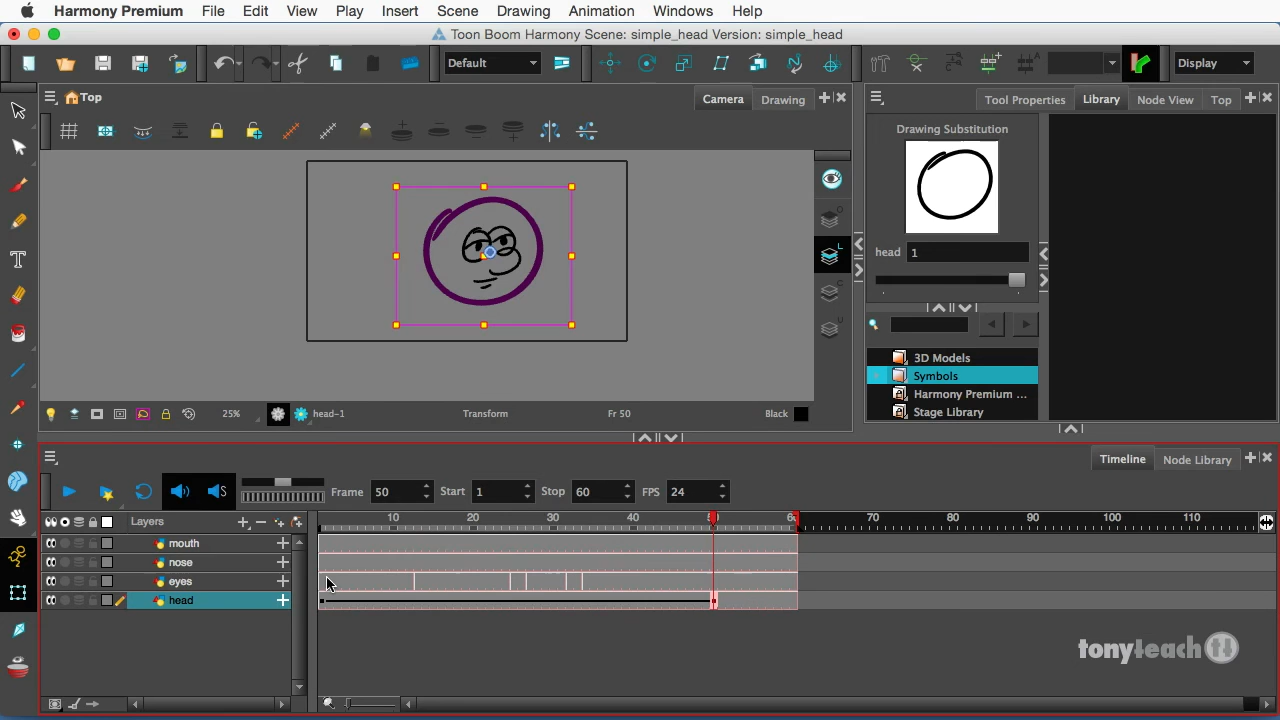 Harmony Premium File Edit View Play Insert Scene Drawing Animation Windows Help
Toon Boom Harmony Scene: simple_head Version: simple_head
Default Display
Top Camera Drawing Tool Properties Library Node View Top
Drawing Substitution
head 1
3D Models
Symbols
Harmony Premium ...
Stage Library
25% head-1 Transform Fr 50 Black
Timeline Node Library
Frame 50 Start 1 Stop 60 FPS 24
Layers 10 20 30 40 50 60 70 80 90 100 110
mouth
nose
eyes
head
tonyteach tt